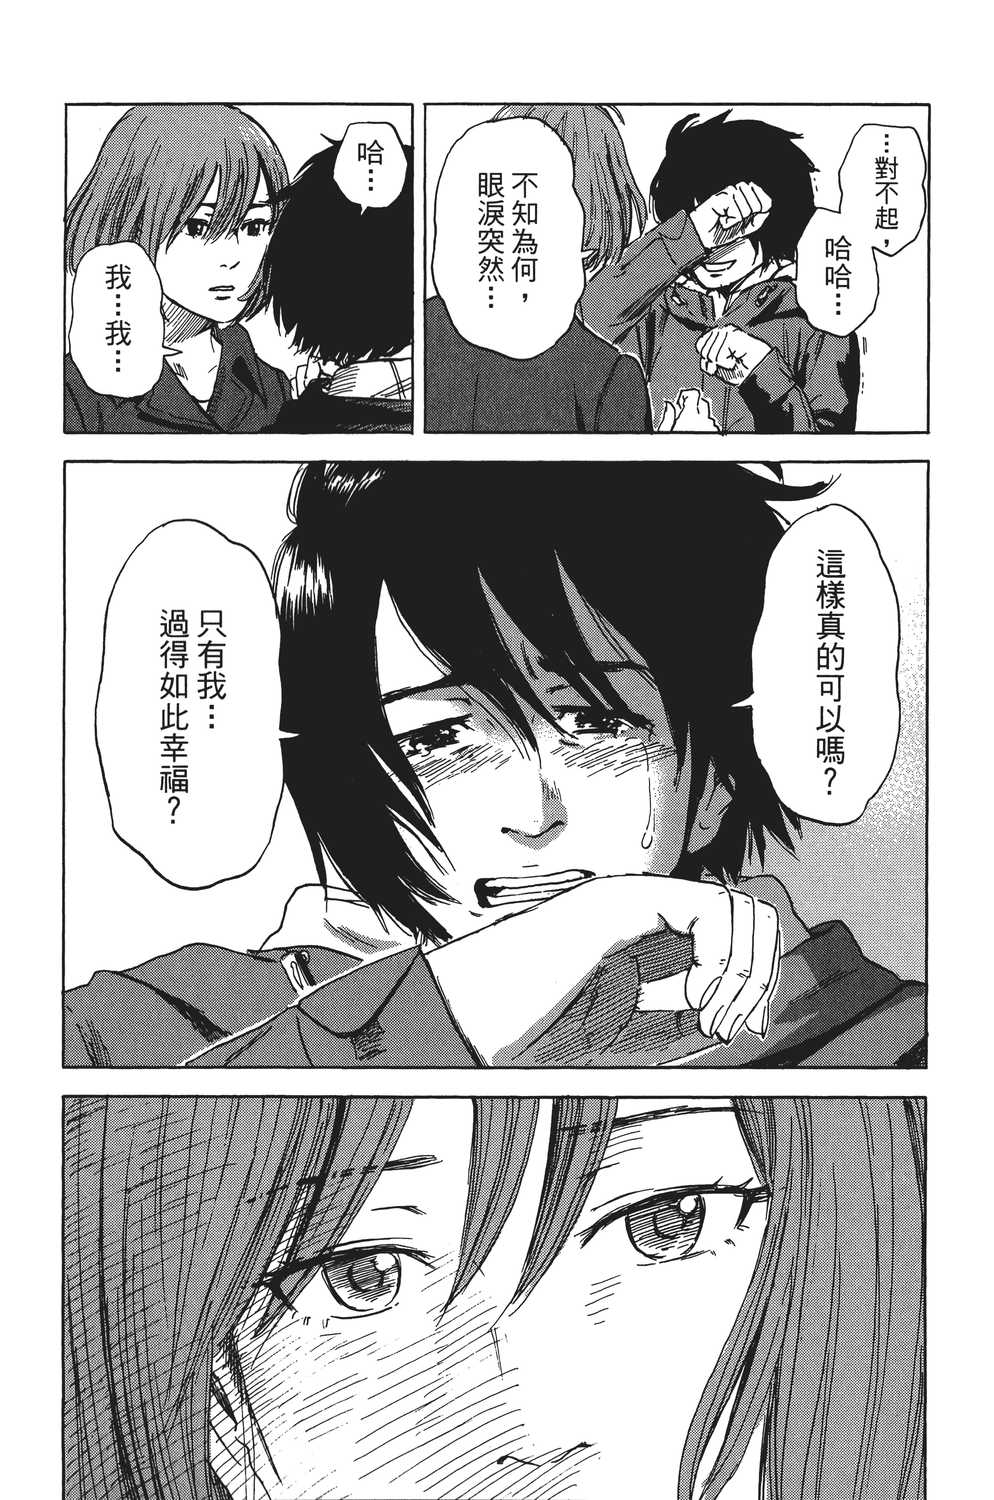 …對不起，
哈哈…
不知為何，
眼淚突然…
哈…
我…我…
這樣真的可以嗎？
只有我…
過得如此幸福？